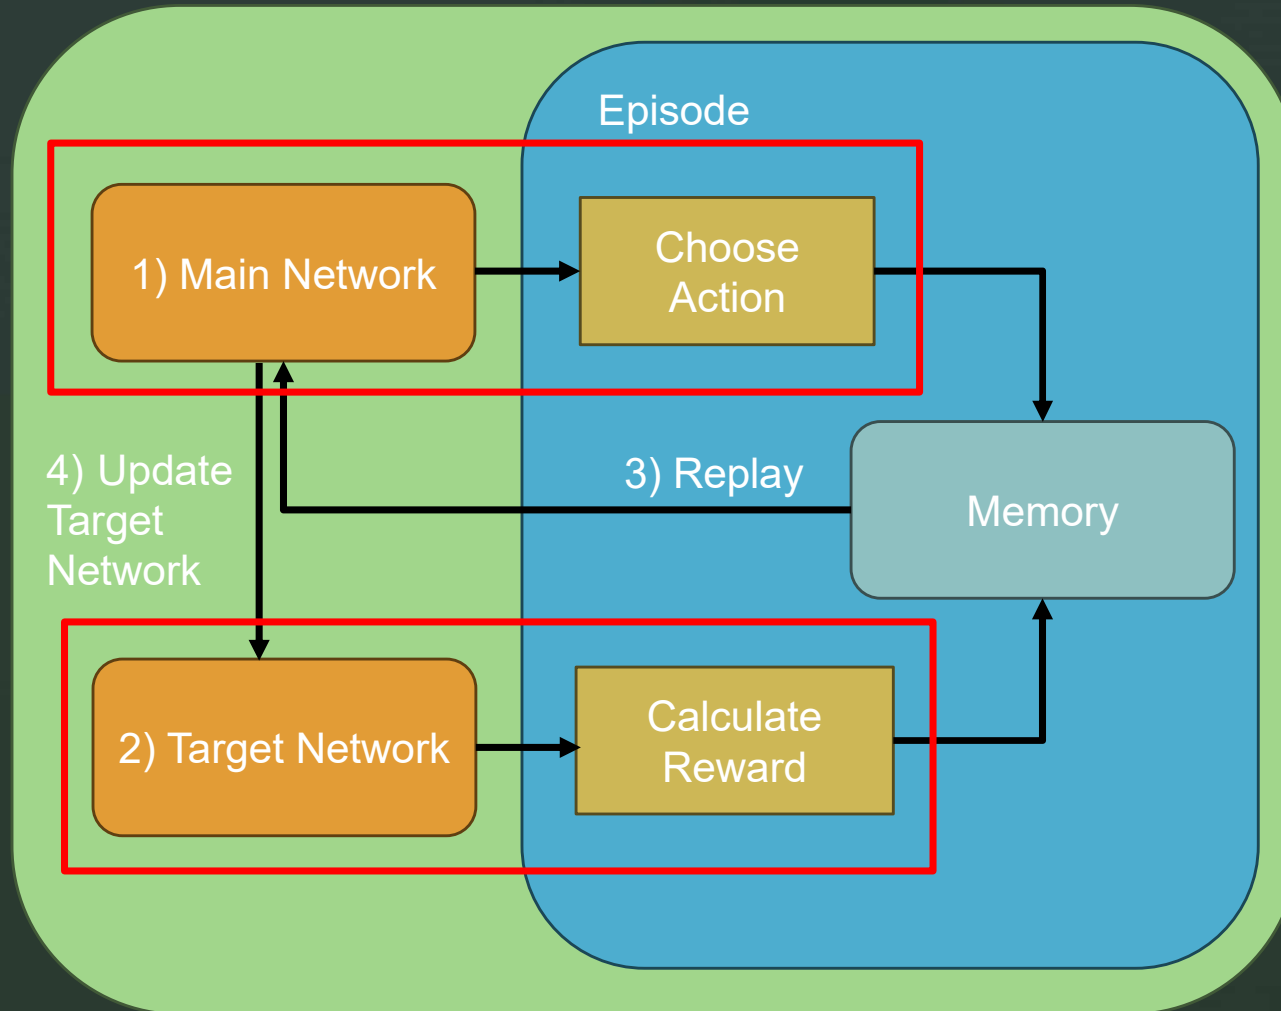 Episode
1) Main Network
Choose
Action
4) Update
Target
Network
3) Replay
Memory
2) Target Network
Calculate
Reward